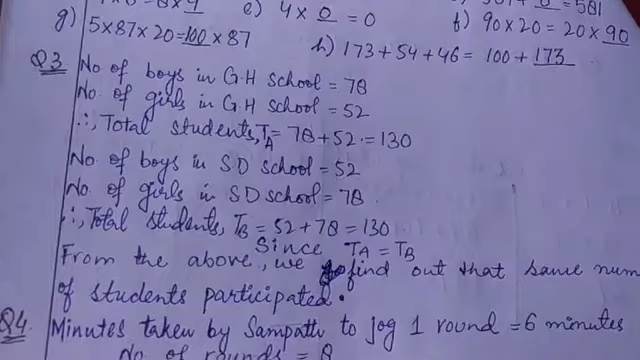 e) 4 × 0 = 0
g) 5×87×20=100×87
f) 90×20=20×90
h) 173+54+46= 100+173
Q3 No of boys in G.H school = 78
No. of girls in G.H school = 52
∴, Total students, TA = 78+52 = 130
No. of boys in SD school = 52
No. of girls in SD school = 78.
∴, Total students, TB = 52+78 = 130
Since TA = TB
From the above, we find out that same num
of students participated.
Q4. Minutes taken by Sampath to jog 1 round = 6 minutes
No. of rounds = 8